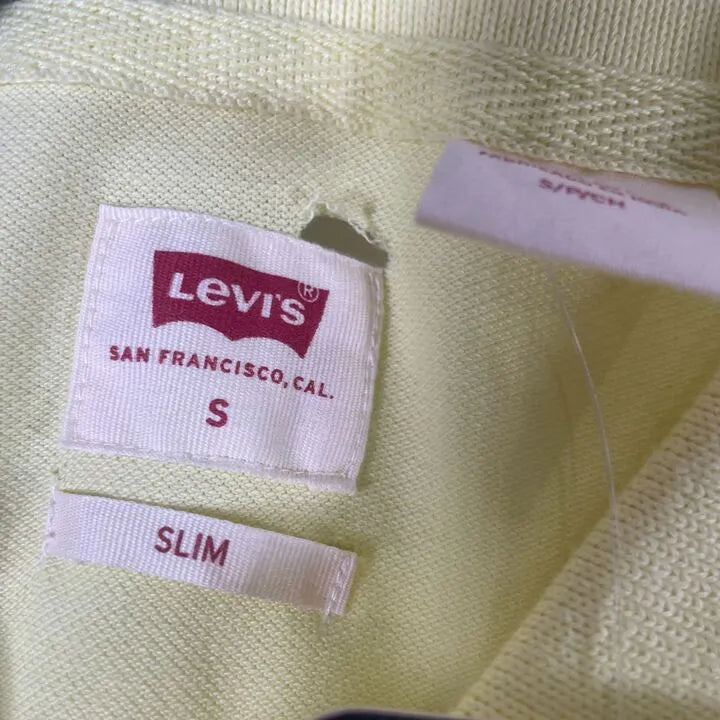 Levi's®
SAN FRANCISCO, CAL.
S
SLIM
S/P/CH